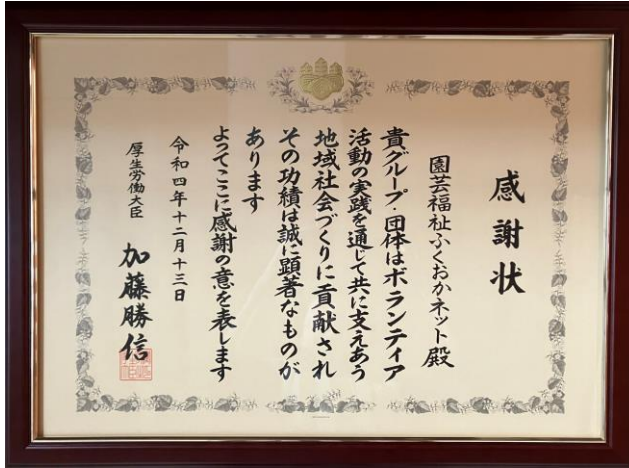 感謝状
園芸福祉ふくおかネット殿
貴グループ・団体はボランティア
活動の実践を通じて共に支えあう
地域社会づくりに貢献され
その功績は誠に顕著なものが
あります
よってここに感謝の意を表します
令和四年十二月十三日
厚生労働大臣 加藤勝信